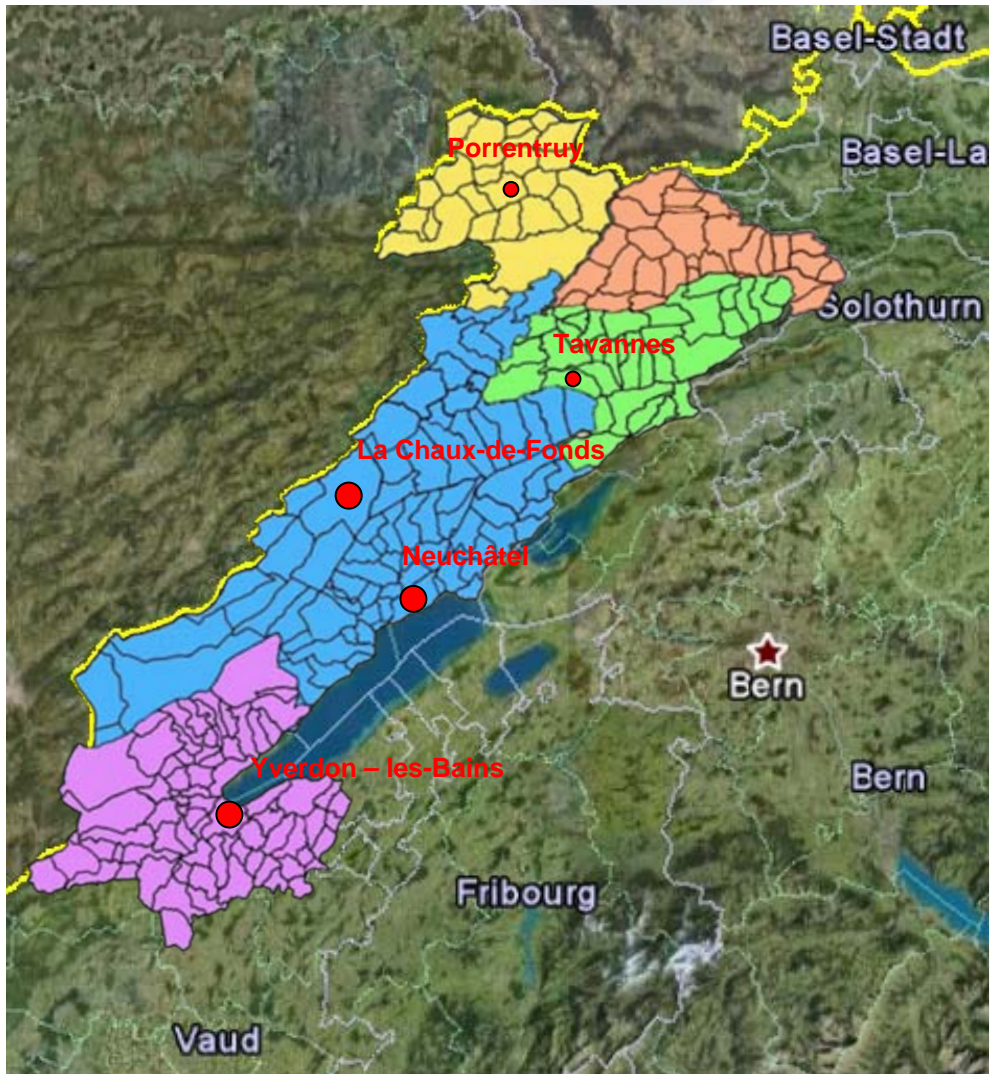 Basel-Stadt
Porrentruy
Basel-La
Solothurn
Tavannes
La Chaux-de-Fonds
Neuchâtel
Bern
Yverdon – les-Bains
Bern
Fribourg
Vaud